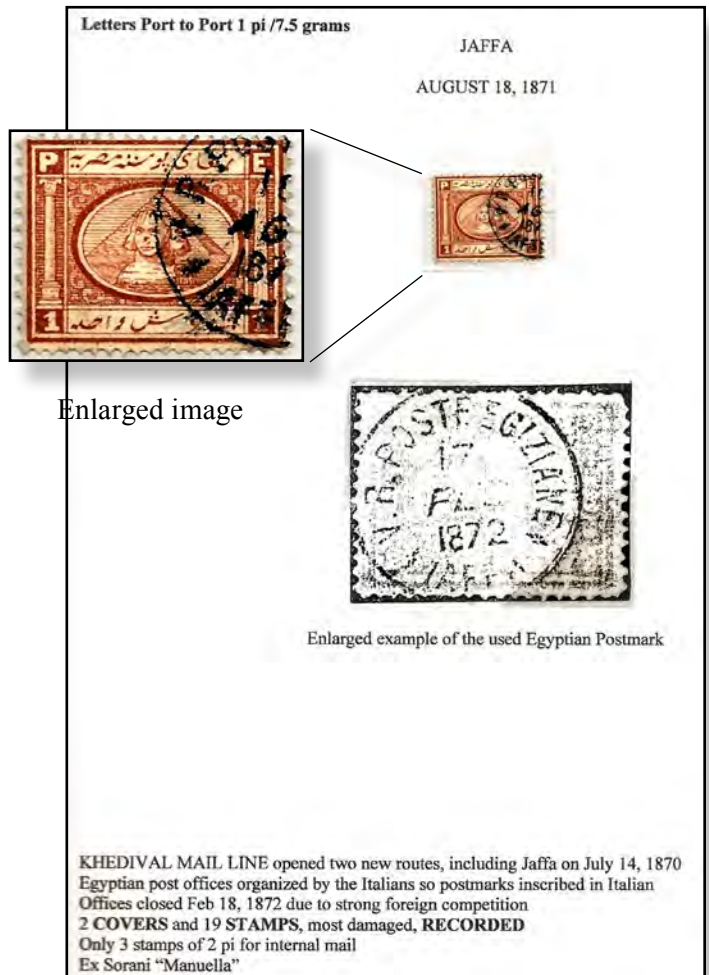 Letters Port to Port 1 pi /7.5 grams
JAFFA
AUGUST 18, 1871
P E
AG
187
1
Enlarged image
V.R. POSTE EGIZIANE
17
1872
Enlarged example of the used Egyptian Postmark
KHEDIVAL MAIL LINE opened two new routes, including Jaffa on July 14, 1870
Egyptian post offices organized by the Italians so postmarks inscribed in Italian
Offices closed Feb 18, 1872 due to strong foreign competition
2 COVERS and 19 STAMPS, most damaged, RECORDED
Only 3 stamps of 2 pi for internal mail
Ex Sorani “Manuella”